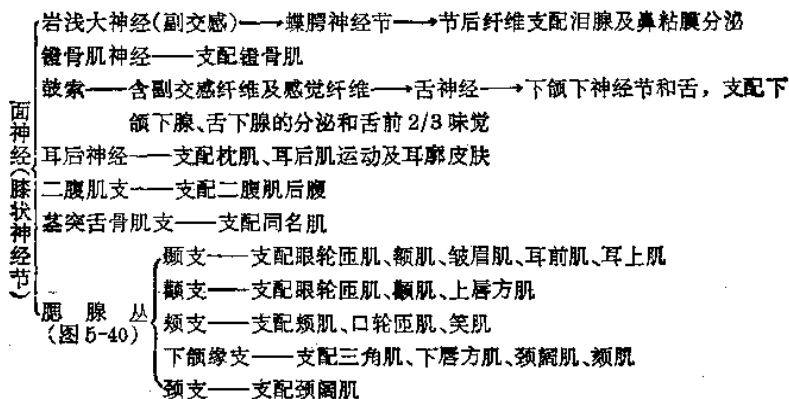 岩浅大神经(副交感)—→蝶腭神经节—→节后纤维支配泪腺及鼻粘膜分泌
镫骨肌神经——支配镫骨肌
鼓索——含副交感纤维及感觉纤维—→舌神经—→下颌下神经节和舌，支配下
颌下腺、舌下腺的分泌和舌前2/3味觉
面神经(膝状神经节)
耳后神经——支配枕肌、耳后肌运动及耳廓皮肤
二腹肌支——支配二腹肌后腹
茎突舌骨肌支——支配同名肌
腮腺丛
(图5-40)
颞支——支配眼轮匝肌、额肌、皱眉肌、耳前肌、耳上肌
颧支——支配眼轮匝肌、颧肌、上唇方肌
颊支——支配颊肌、口轮匝肌、笑肌
下颌缘支——支配三角肌、下唇方肌、颈阔肌、颏肌
颈支——支配颈阔肌